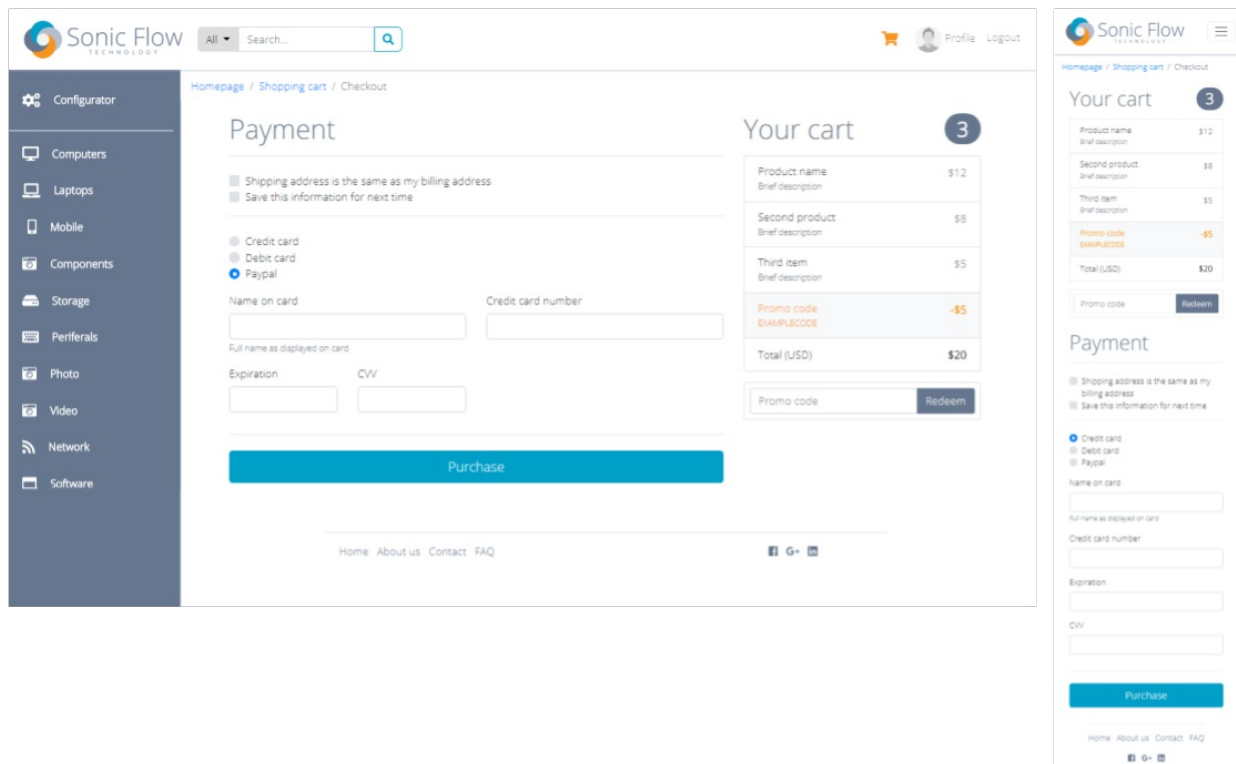 Sonic Flow
TECHNOLOGY
All
Search...
Profile Logout
Configurator
Computers
Laptops
Mobile
Components
Storage
Periferals
Photo
Video
Network
Software
Homepage / Shopping cart / Checkout
Payment
Shipping address is the same as my billing address
Save this information for next time
Credit card
Debit card
Paypal
Name on card
Credit card number
Full name as displayed on card
Expiration
CVV
Purchase
Your cart 3
Product name $12
Brief description
Second product $8
Brief description
Third item $5
Brief description
Promo code -$5
EXAMPLECODE
Total (USD) $20
Promo code Redeem
Home About us Contact FAQ
G+ in
Sonic Flow
TECHNOLOGY
Homepage / Shopping cart / Checkout
Your cart 3
Product name $12
Brief description
Second product $8
Brief description
Third item $5
Brief description
Promo code -$5
EXAMPLECODE
Total (USD) $20
Promo code Redeem
Payment
Shipping address is the same as my
billing address
Save this information for next time
Credit card
Debit card
Paypal
Name on card
Full name as displayed on card
Credit card number
Expiration
CVV
Purchase
Home About us Contact FAQ
G+ in